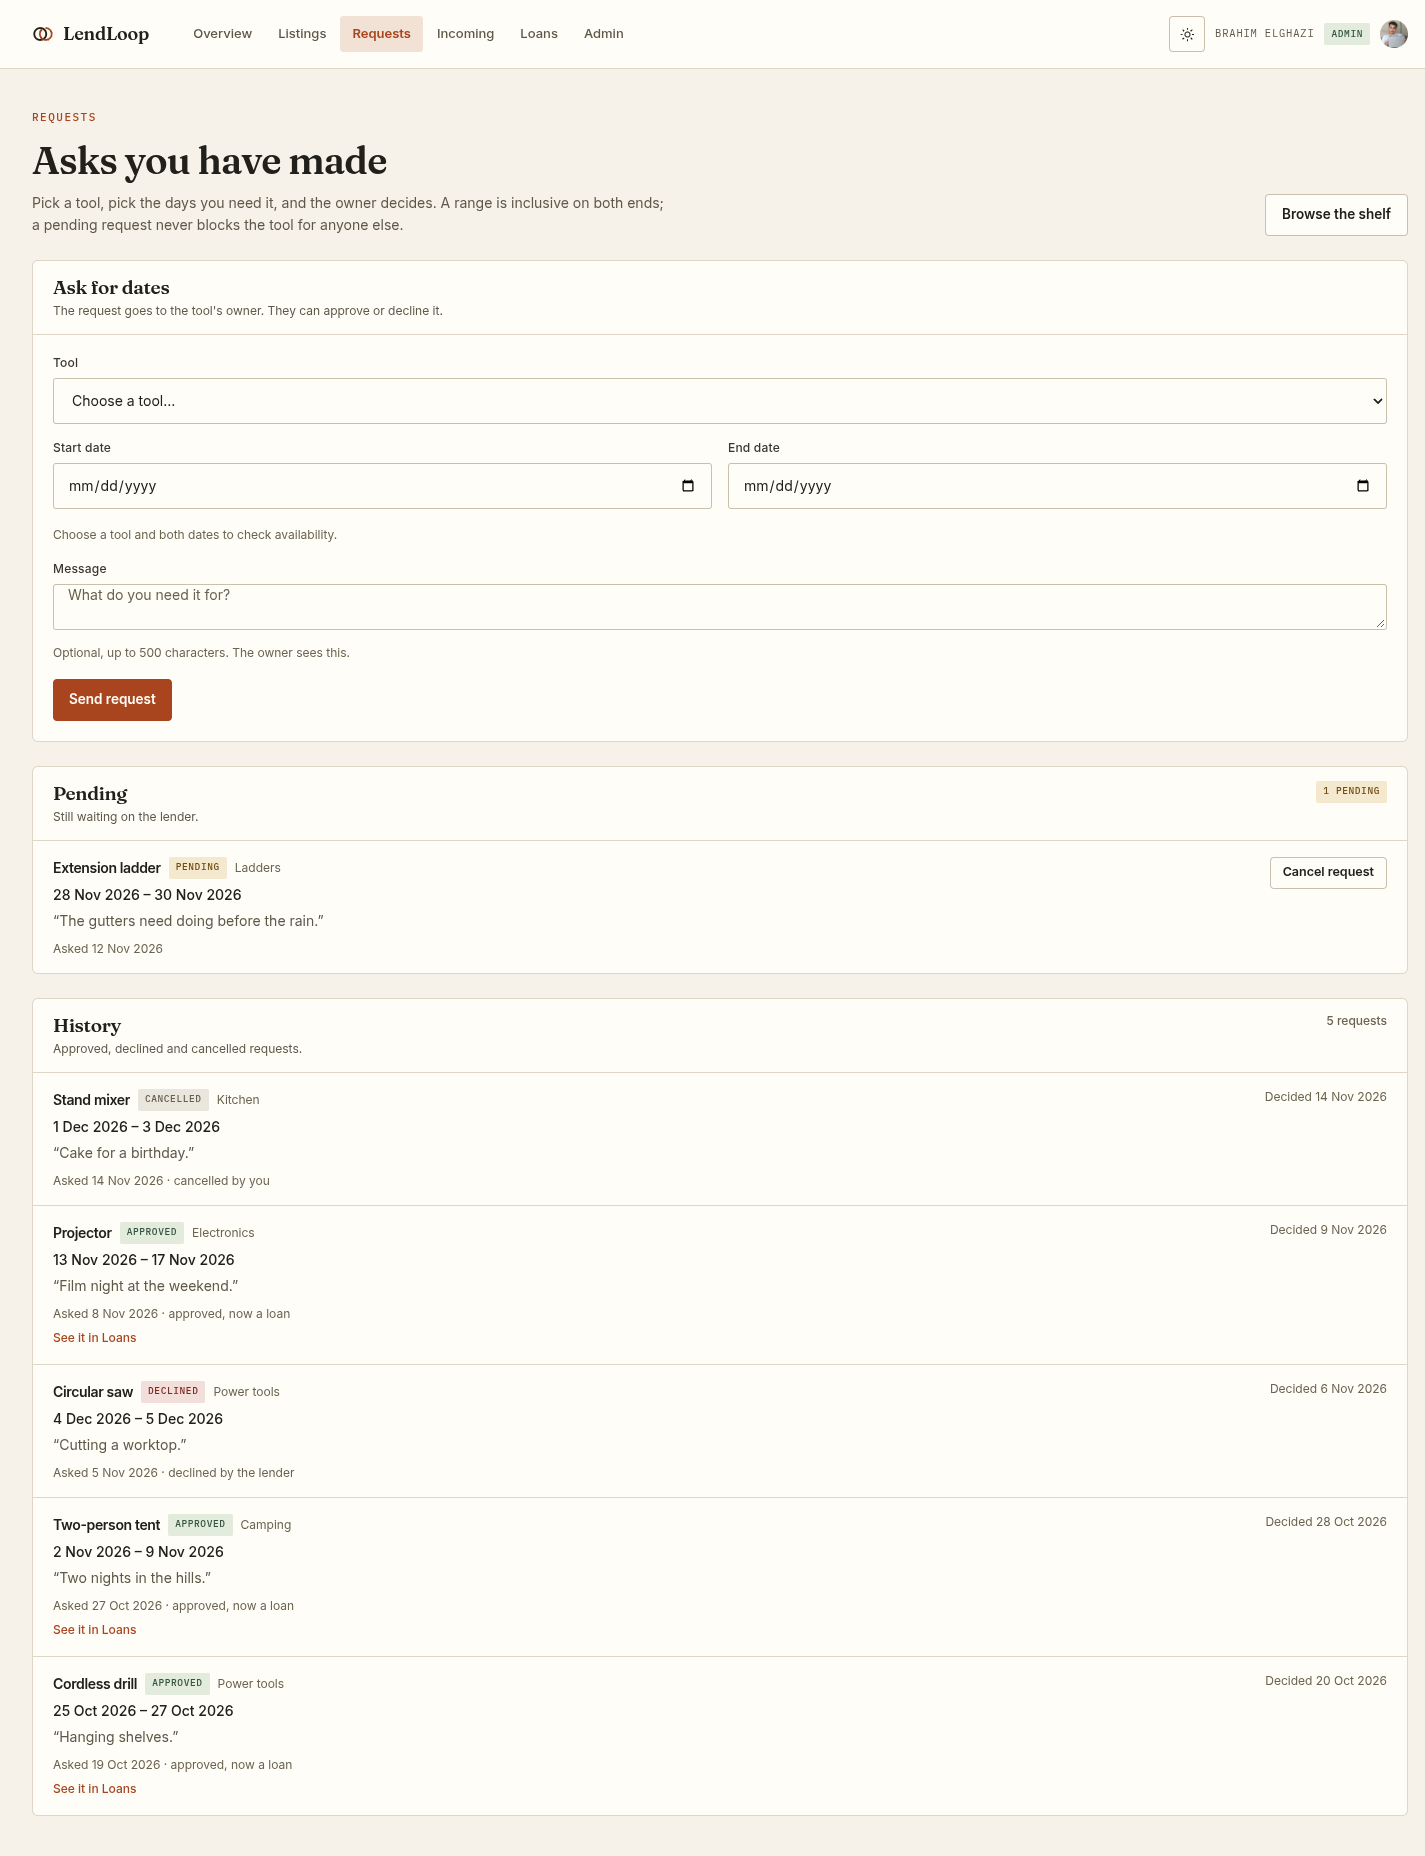 LendLoop
Overview
Listings
Requests
Incoming
Loans
Admin
BRAHIM ELGHAZI
ADMIN
REQUESTS
Asks you have made
Pick a tool, pick the days you need it, and the owner decides. A range is inclusive on both ends;
a pending request never blocks the tool for anyone else.
Browse the shelf
Ask for dates
The request goes to the tool's owner. They can approve or decline it.
Tool
Choose a tool...
Start date
End date
mm/dd/yyyy
mm/dd/yyyy
Choose a tool and both dates to check availability.
Message
What do you need it for?
Optional, up to 500 characters. The owner sees this.
Send request
Pending
1 PENDING
Still waiting on the lender.
Extension ladder PENDING Ladders
Cancel request
28 Nov 2026 – 30 Nov 2026
“The gutters need doing before the rain.”
Asked 12 Nov 2026
History
5 requests
Approved, declined and cancelled requests.
Stand mixer CANCELLED Kitchen
Decided 14 Nov 2026
1 Dec 2026 – 3 Dec 2026
“Cake for a birthday.”
Asked 14 Nov 2026 · cancelled by you
Projector APPROVED Electronics
Decided 9 Nov 2026
13 Nov 2026 – 17 Nov 2026
“Film night at the weekend.”
Asked 8 Nov 2026 · approved, now a loan
See it in Loans
Circular saw DECLINED Power tools
Decided 6 Nov 2026
4 Dec 2026 – 5 Dec 2026
“Cutting a worktop.”
Asked 5 Nov 2026 · declined by the lender
Two-person tent APPROVED Camping
Decided 28 Oct 2026
2 Nov 2026 – 9 Nov 2026
“Two nights in the hills.”
Asked 27 Oct 2026 · approved, now a loan
See it in Loans
Cordless drill APPROVED Power tools
Decided 20 Oct 2026
25 Oct 2026 – 27 Oct 2026
“Hanging shelves.”
Asked 19 Oct 2026 · approved, now a loan
See it in Loans